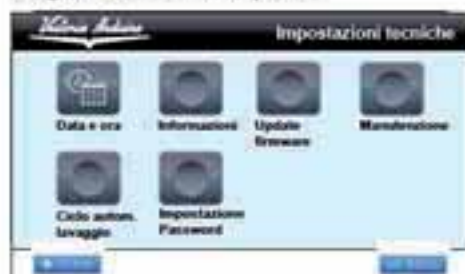 Impostazioni tecniche
Data e ora
Informazioni
Update
firmware
Manutenzione
Ciclo autom.
lavaggio
Impostazione
Password